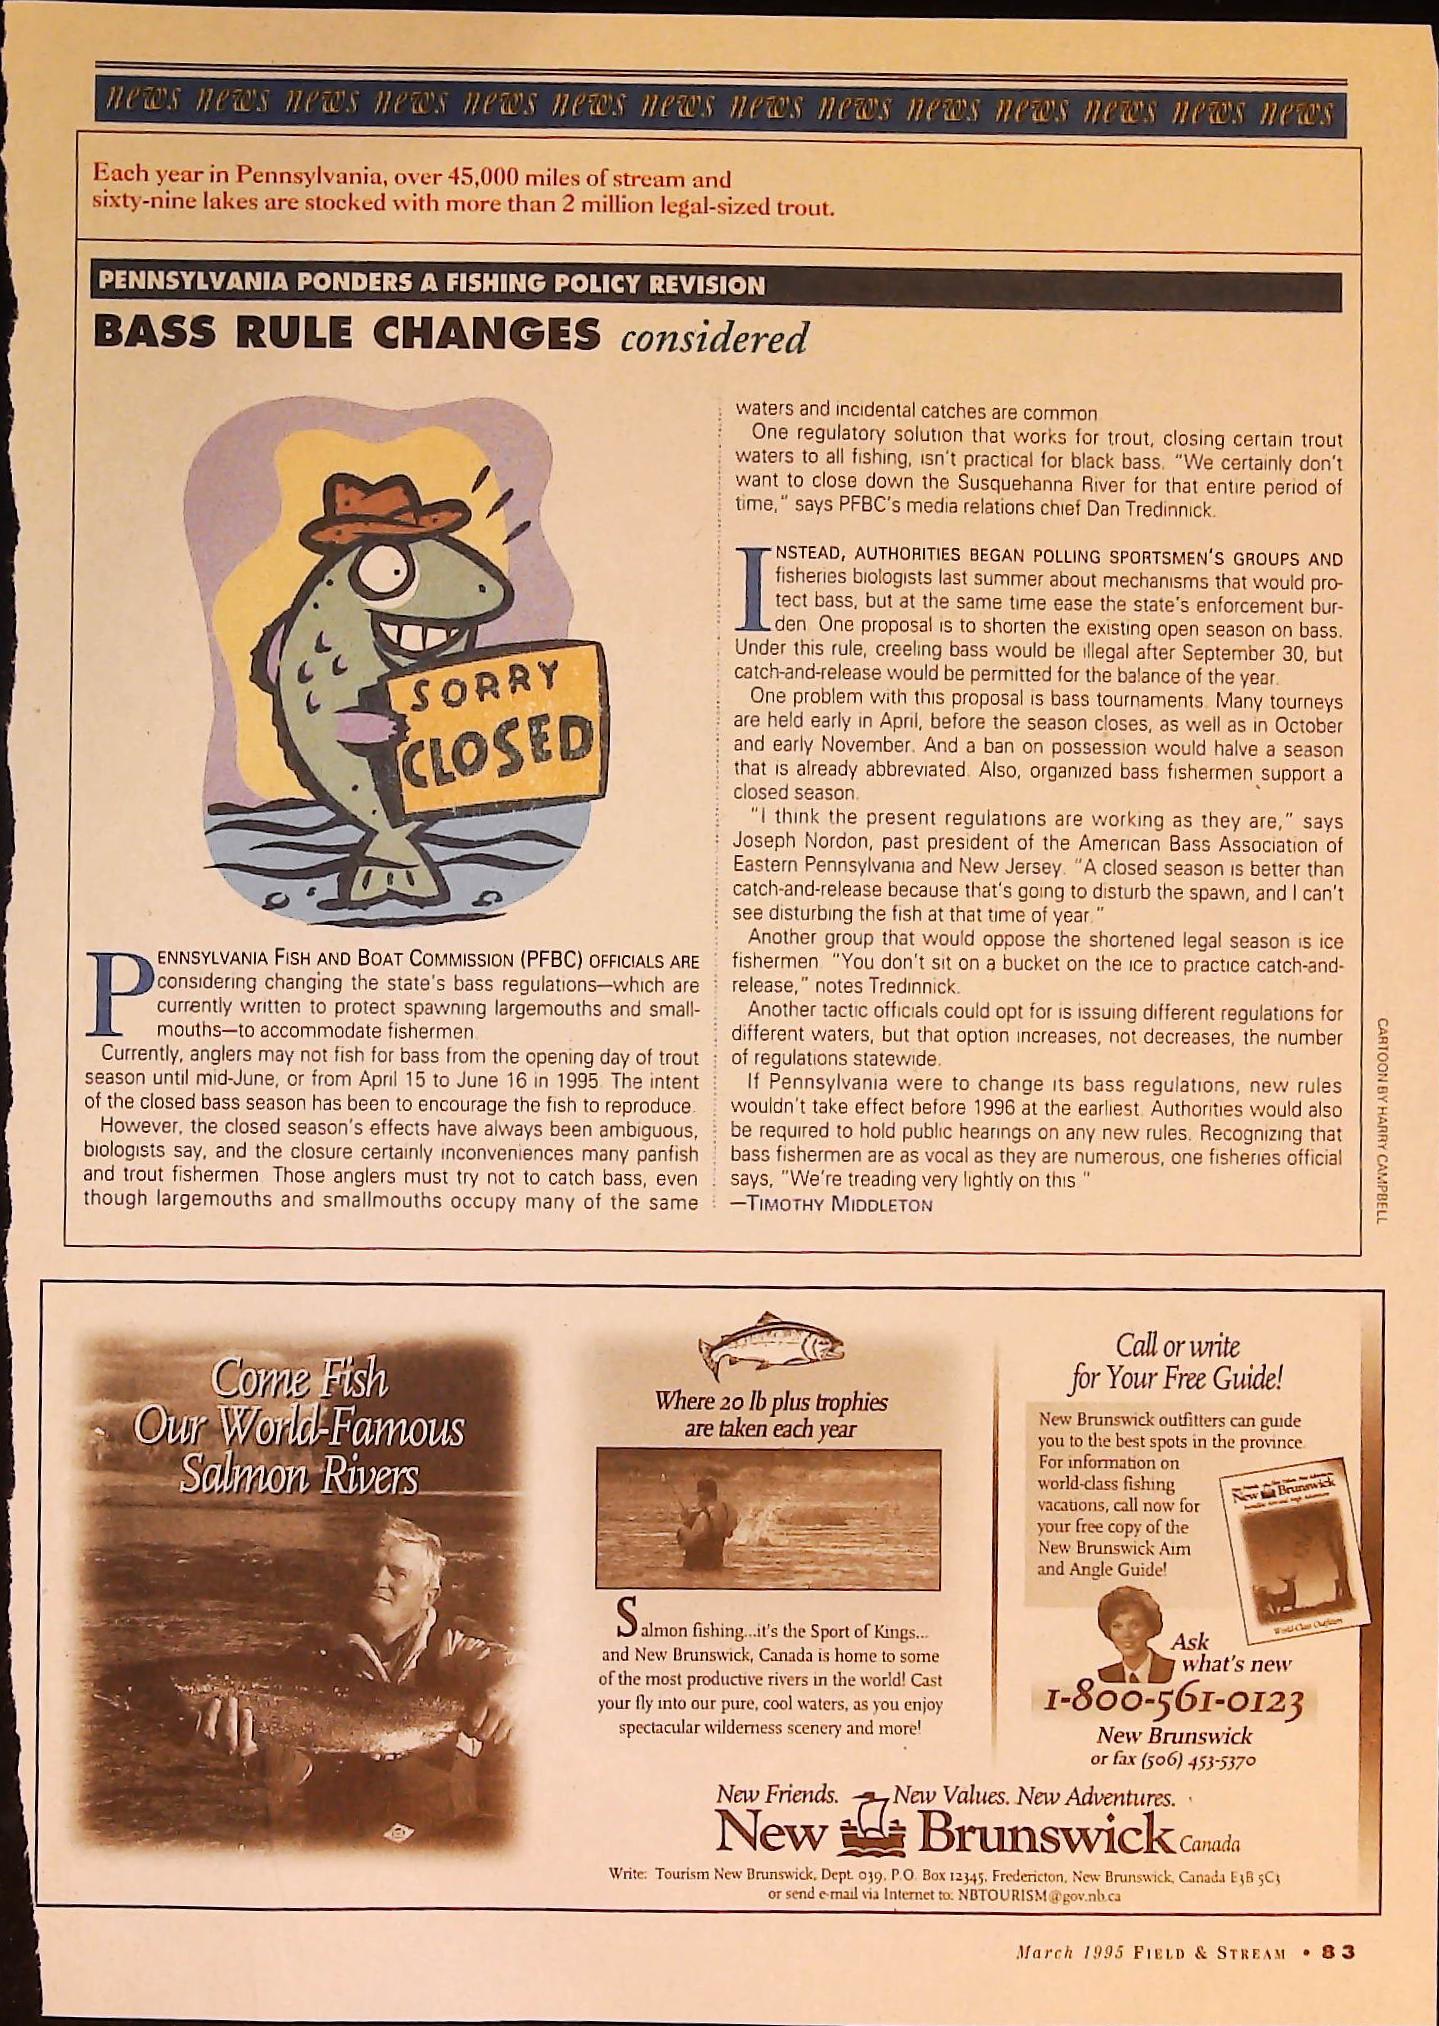 news news news news news news news news news news news news news news
Each year in Pennsylvania, over 45,000 miles of stream and
sixty-nine lakes are stocked with more than 2 million legal-sized trout.
PENNSYLVANIA PONDERS A FISHING POLICY REVISION
BASS RULE CHANGES considered
SORRY
CLOSED
PENNSYLVANIA FISH AND BOAT COMMISSION (PFBC) OFFICIALS ARE
considering changing the state's bass regulations—which are
currently written to protect spawning largemouths and small-
mouths—to accommodate fishermen.
Currently, anglers may not fish for bass from the opening day of trout
season until mid-June, or from April 15 to June 16 in 1995. The intent
of the closed bass season has been to encourage the fish to reproduce.
However, the closed season's effects have always been ambiguous,
biologists say, and the closure certainly inconveniences many panfish
and trout fishermen. Those anglers must try not to catch bass, even
though largemouths and smallmouths occupy many of the same
waters and incidental catches are common.
One regulatory solution that works for trout, closing certain trout
waters to all fishing, isn't practical for black bass. "We certainly don't
want to close down the Susquehanna River for that entire period of
time," says PFBC's media relations chief Dan Tredinnick.
INSTEAD, AUTHORITIES BEGAN POLLING SPORTSMEN'S GROUPS AND
fisheries biologists last summer about mechanisms that would pro-
tect bass, but at the same time ease the state's enforcement bur-
den. One proposal is to shorten the existing open season on bass.
Under this rule, creeling bass would be illegal after September 30, but
catch-and-release would be permitted for the balance of the year.
One problem with this proposal is bass tournaments. Many tourneys
are held early in April, before the season closes, as well as in October
and early November. And a ban on possession would halve a season
that is already abbreviated. Also, organized bass fishermen support a
closed season.
"I think the present regulations are working as they are," says
Joseph Nordon, past president of the American Bass Association of
Eastern Pennsylvania and New Jersey. "A closed season is better than
catch-and-release because that's going to disturb the spawn, and I can't
see disturbing the fish at that time of year."
Another group that would oppose the shortened legal season is ice
fishermen. "You don't sit on a bucket on the ice to practice catch-and-
release," notes Tredinnick.
Another tactic officials could opt for is issuing different regulations for
different waters, but that option increases, not decreases, the number
of regulations statewide.
If Pennsylvania were to change its bass regulations, new rules
wouldn't take effect before 1996 at the earliest. Authorities would also
be required to hold public hearings on any new rules. Recognizing that
bass fishermen are as vocal as they are numerous, one fisheries official
says, "We're treading very lightly on this."
—TIMOTHY MIDDLETON
CARTOON BY HARRY CAMPBELL
Come Fish
Our World-Famous
Salmon Rivers
Where 20 lb plus trophies
are taken each year
Salmon fishing...it's the Sport of Kings...
and New Brunswick, Canada is home to some
of the most productive rivers in the world! Cast
your fly into our pure, cool waters, as you enjoy
spectacular wilderness scenery and more!
Call or write
for Your Free Guide!
New Brunswick outfitters can guide
you to the best spots in the province.
For information on
world-class fishing
vacations, call now for
your free copy of the
New Brunswick Aim
and Angle Guide!
New Brunswick
World Class Outfitters
Ask
what's new
1-800-561-0123
New Brunswick
or fax (506) 453-5370
New Friends. New Values. New Adventures.
New Brunswick Canada
Write: Tourism New Brunswick, Dept. 039, P.O. Box 12345, Fredericton, New Brunswick, Canada E3B 5C3
or send e-mail via Internet to: NBTOURISM@gov.nb.ca
March 1995 FIELD & STREAM • 83